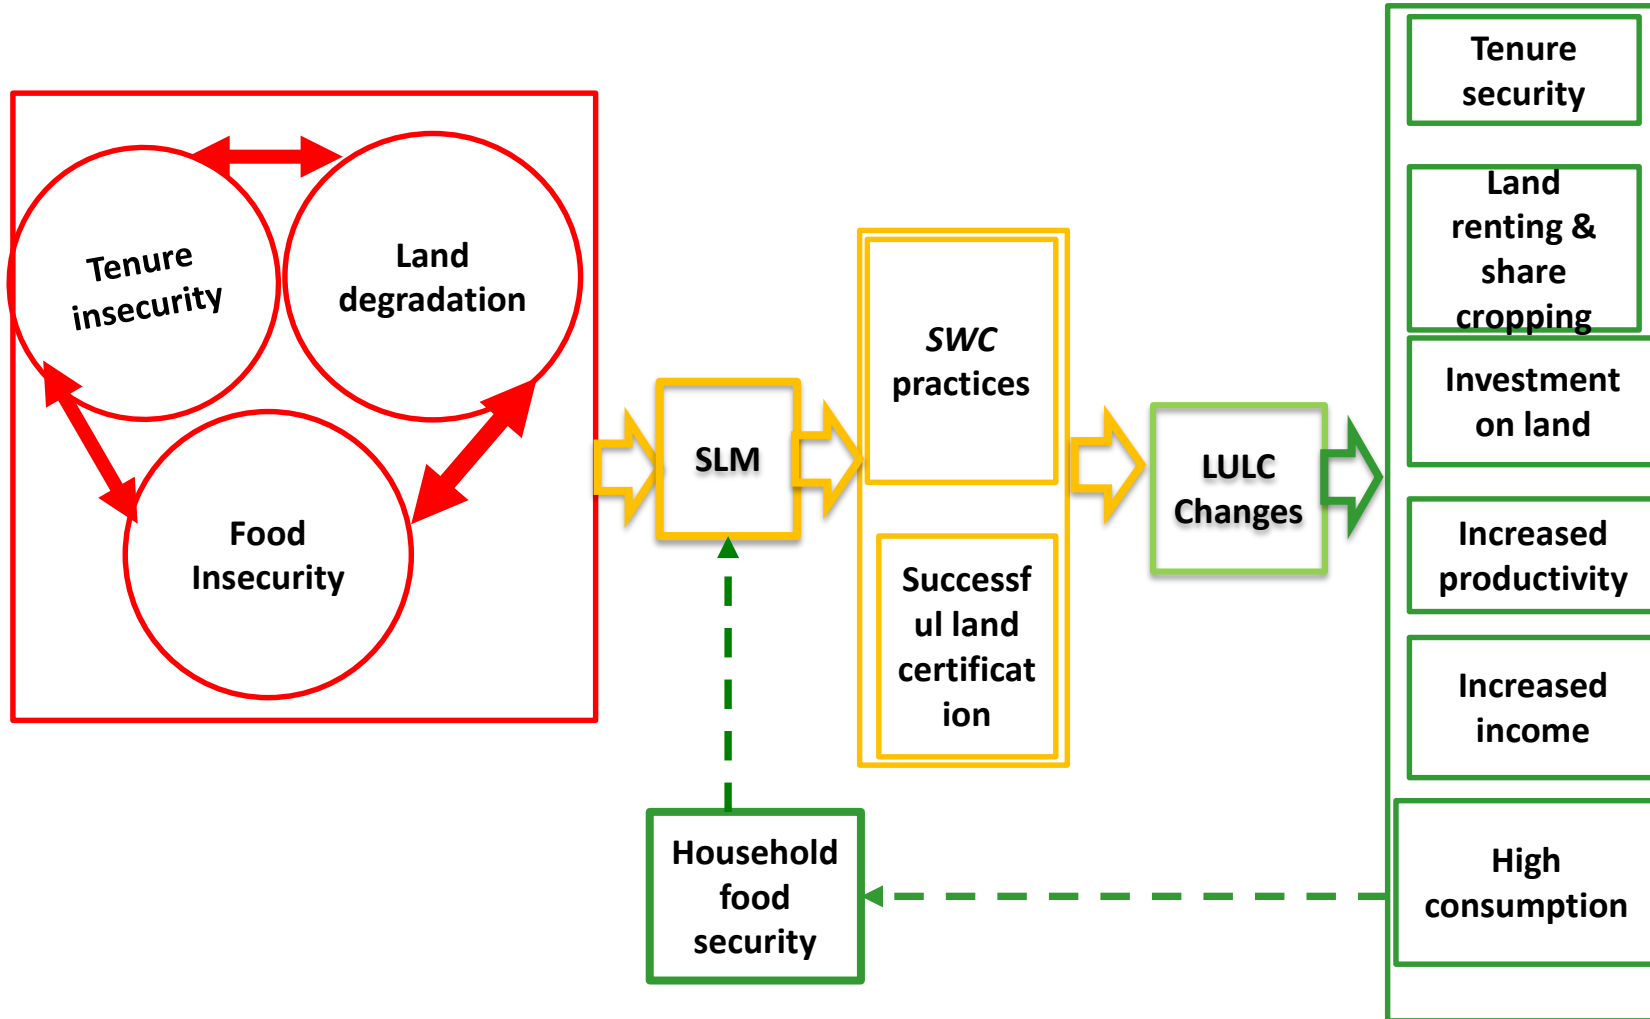 Tenure
insecurity
Land
degradation
Food
Insecurity
SLM
SWC
practices
Successf
ul land
certificat
ion
LULC
Changes
Tenure
security
Land
renting &
share
cropping
Investment
on land
Increased
productivity
Increased
income
High
consumption
Household
food
security